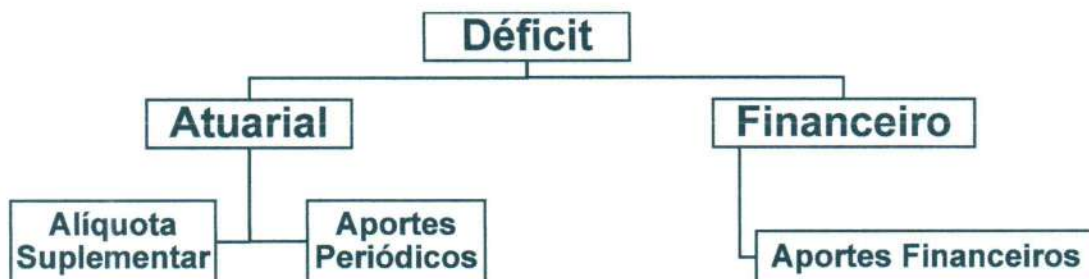 Déficit
Atuarial
Financeiro
Alíquota
Suplementar
Aportes
Periódicos
Aportes Financeiros